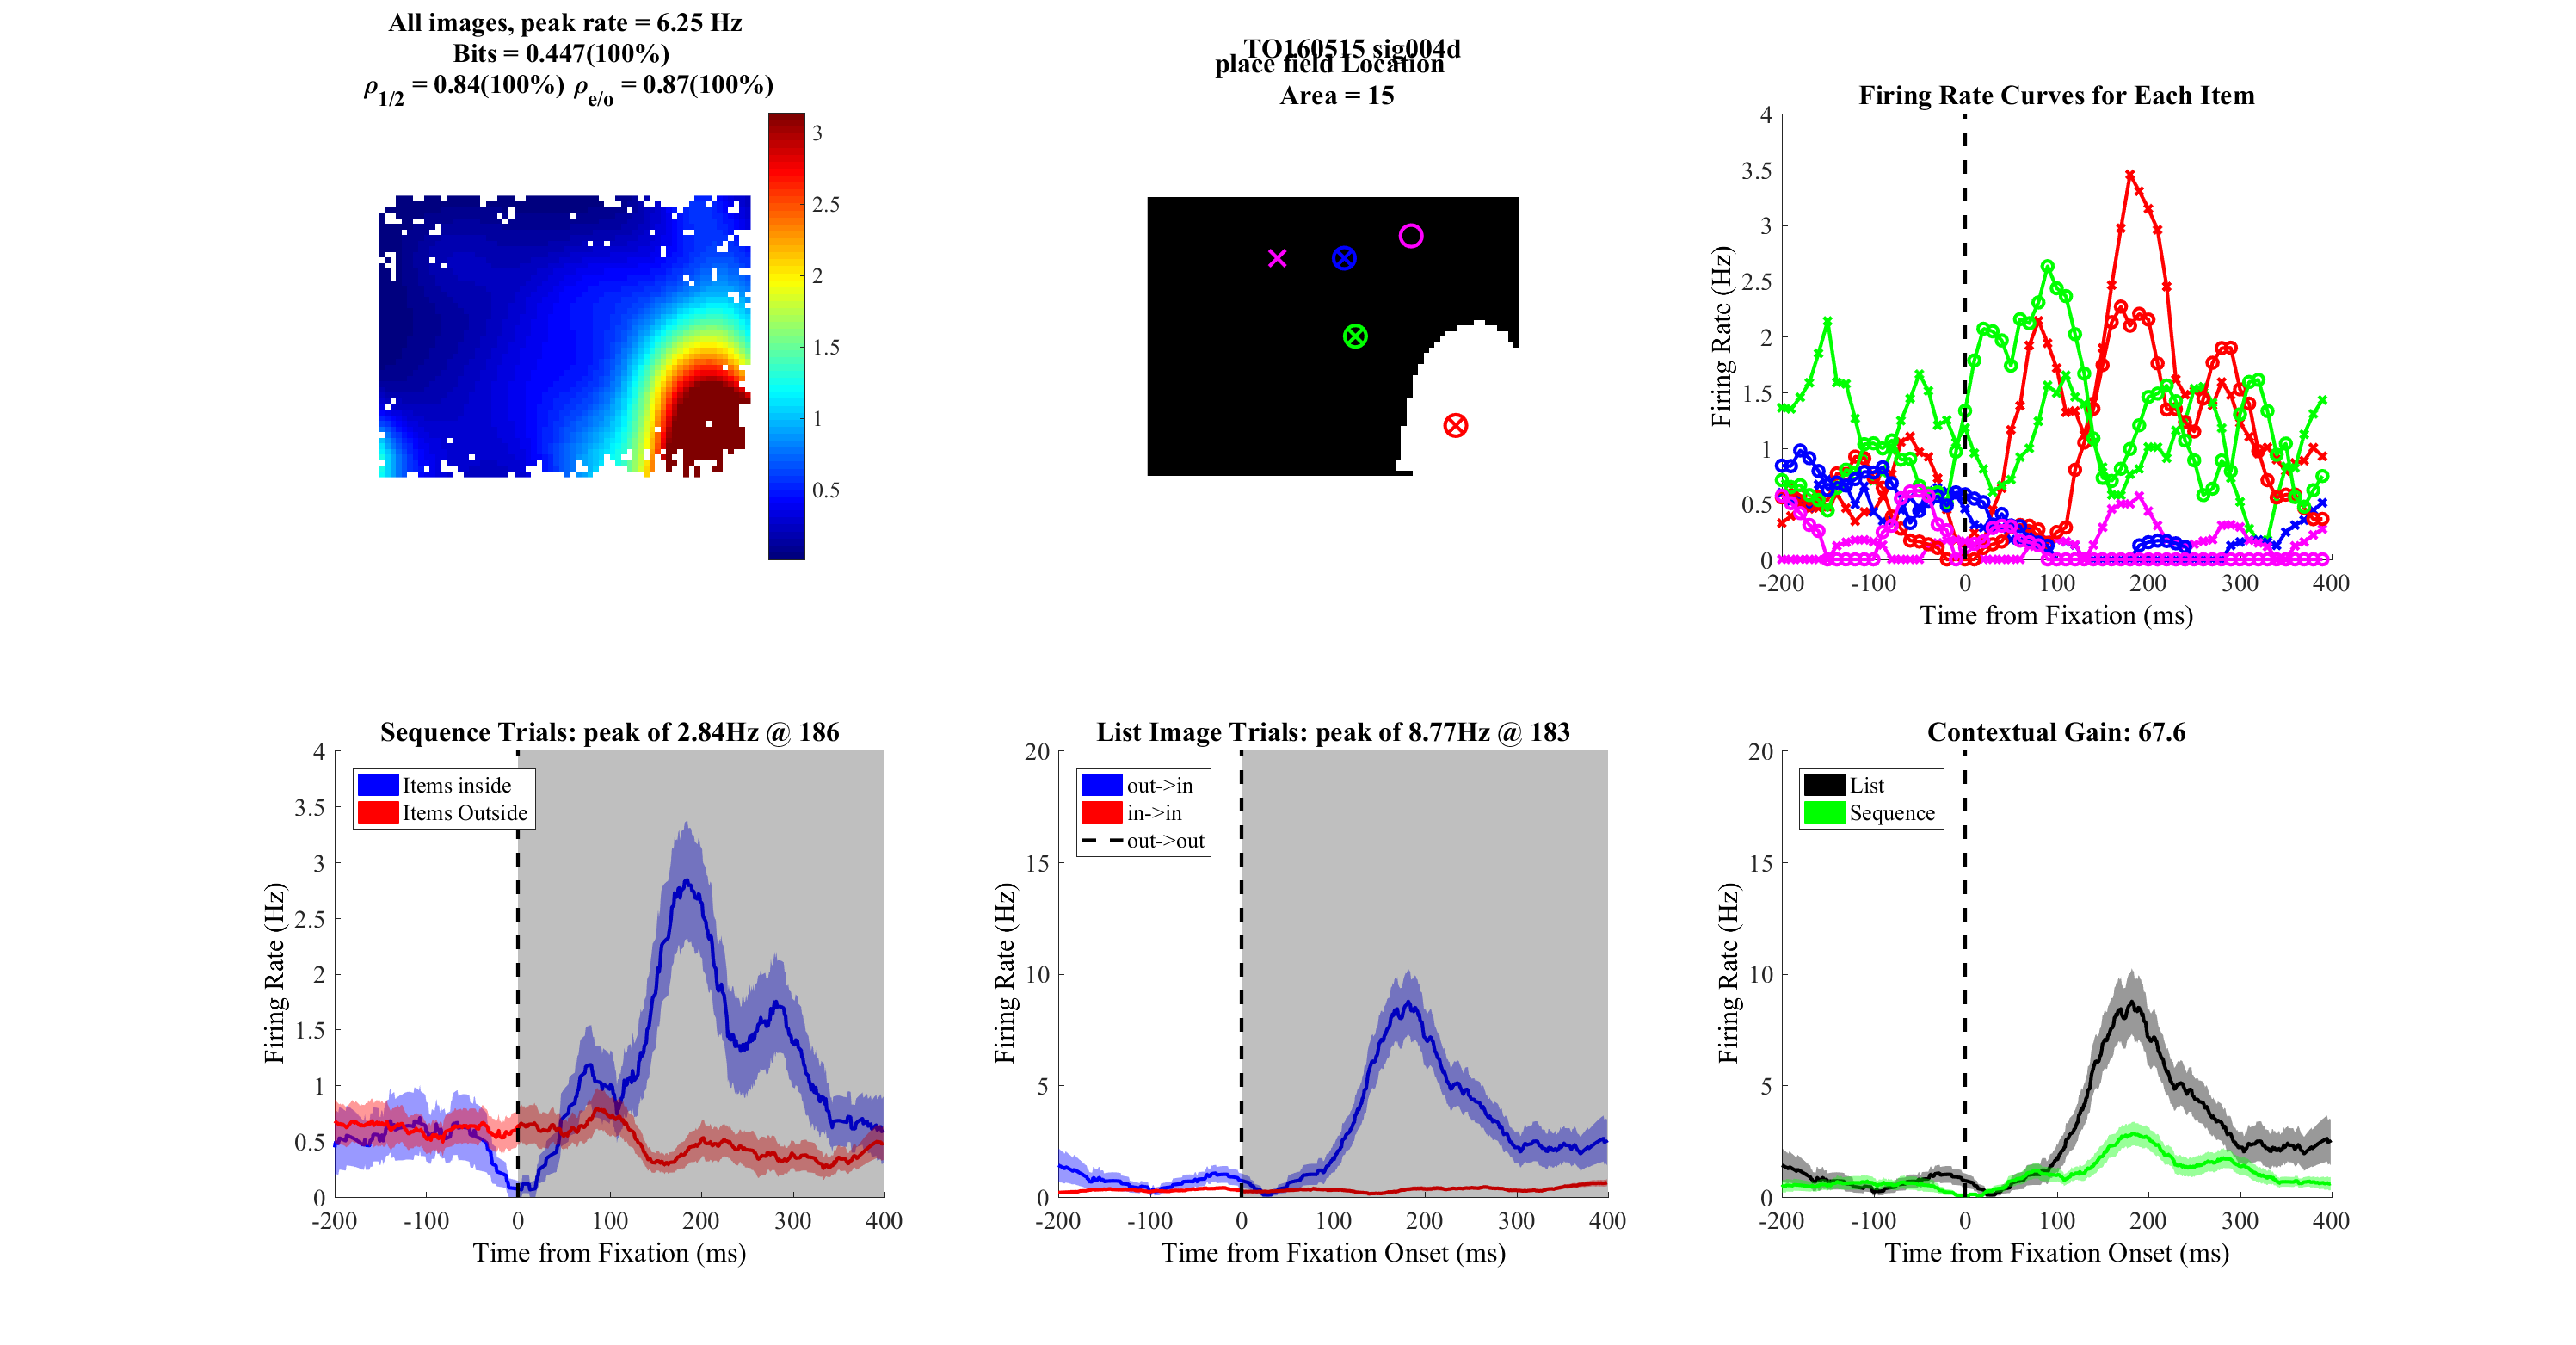 All images, peak rate = 6.25 Hz
Bits = 0.447(100%)
ρ1/2 = 0.84(100%) ρe/o = 0.87(100%)
3
2.5
2
1.5
1
0.5
TO160515 sig004d
place field Location
Area = 15
Firing Rate Curves for Each Item
Firing Rate (Hz)
4
3.5
3
2.5
2
1.5
1
0.5
0
-200 -100 0 100 200 300 400
Time from Fixation (ms)
Sequence Trials: peak of 2.84Hz @ 186
Items inside
Items Outside
Firing Rate (Hz)
4
3.5
3
2.5
2
1.5
1
0.5
0
-200 -100 0 100 200 300 400
Time from Fixation (ms)
List Image Trials: peak of 8.77Hz @ 183
out->in
in->in
out->out
Firing Rate (Hz)
20
15
10
5
0
-200 -100 0 100 200 300 400
Time from Fixation Onset (ms)
Contextual Gain: 67.6
List
Sequence
Firing Rate (Hz)
20
15
10
5
0
-200 -100 0 100 200 300 400
Time from Fixation Onset (ms)